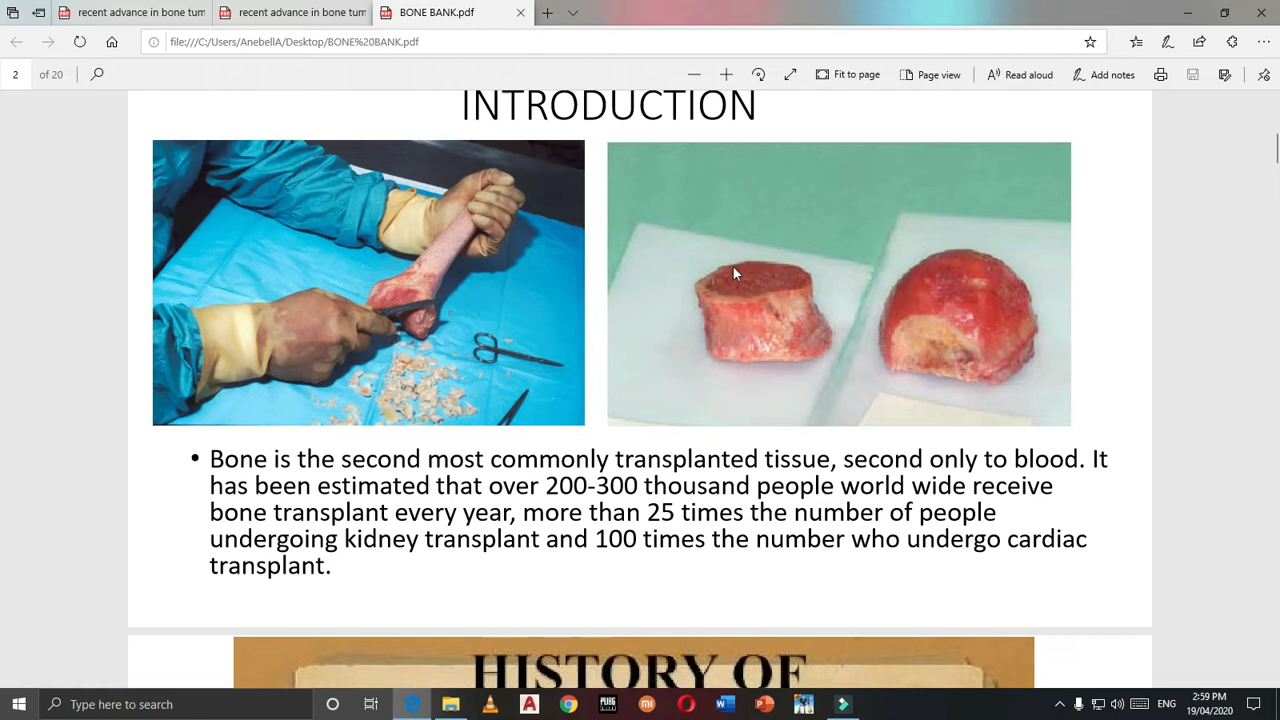 recent advance in bone tum
recent advance in bone tum
BONE BANK.pdf
file:///C:/Users/AnebellA/Desktop/BONE%20BANK.pdf
2 of 20
Fit to page
Page view
Read aloud
Add notes
INTRODUCTION
• Bone is the second most commonly transplanted tissue, second only to blood. It
has been estimated that over 200-300 thousand people world wide receive
bone transplant every year, more than 25 times the number of people
undergoing kidney transplant and 100 times the number who undergo cardiac
transplant.
HISTORY OF
Type here to search
ENG
2:59 PM
19/04/2020